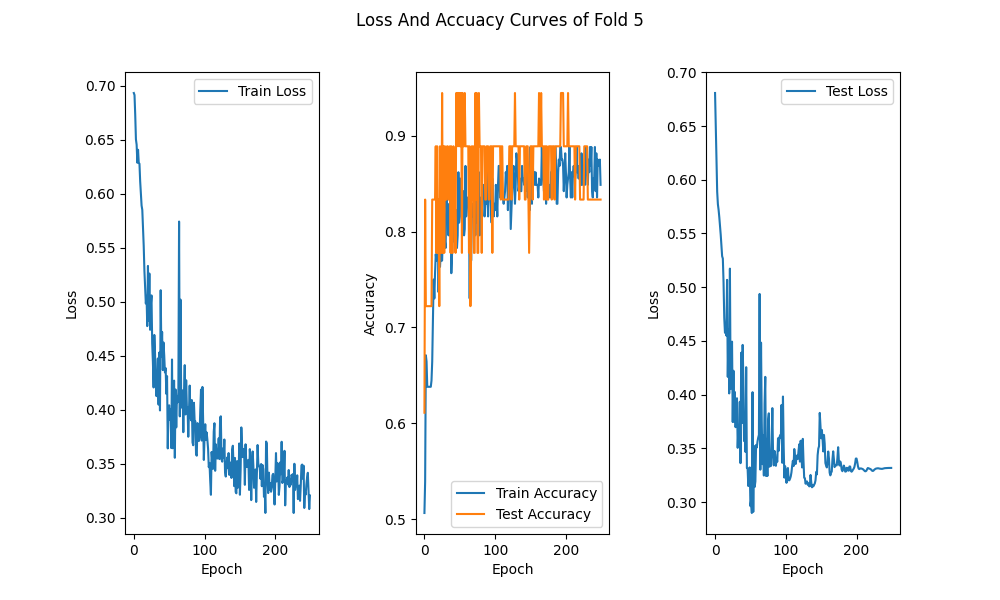 Loss And Accuacy Curves of Fold 5
Train Loss
0.70
0.65
0.60
0.55
0.50
0.45
0.40
0.35
0.30
Loss
0
100
200
Epoch
0.9
0.8
0.7
0.6
0.5
Accuracy
Train Accuracy
Test Accuracy
0
100
200
Epoch
Test Loss
0.70
0.65
0.60
0.55
0.50
0.45
0.40
0.35
0.30
Loss
0
100
200
Epoch